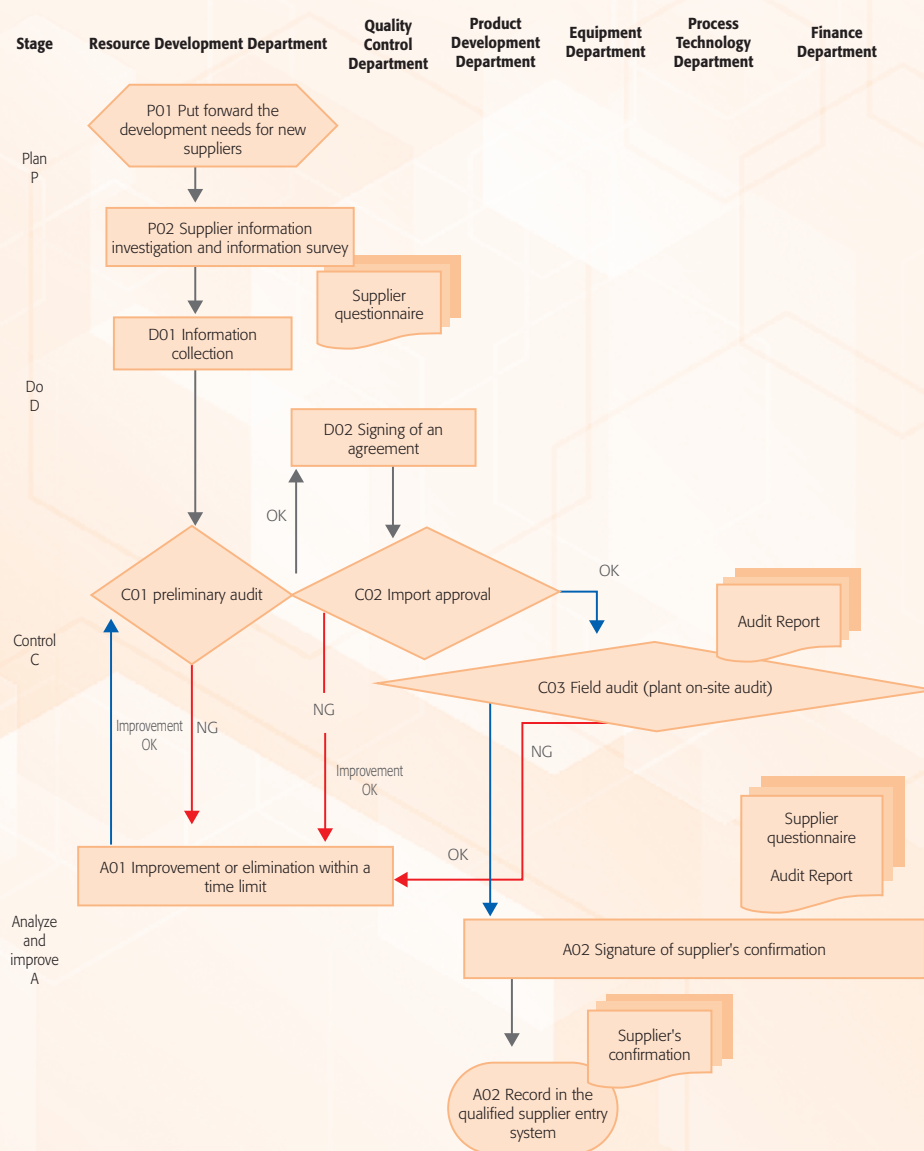 Stage
Resource Development Department
Quality
Control
Department
Product
Development
Department
Equipment
Department
Process
Technology
Department
Finance
Department
P01 Put forward the
development needs for new
suppliers
Plan
P
P02 Supplier information
investigation and information survey
Supplier
questionnaire
D01 Information
collection
Do
D
D02 Signing of an
agreement
OK
C01 preliminary audit
C02 Import approval
OK
Audit Report
Control
C
C03 Field audit (plant on-site audit)
Improvement
OK
NG
NG
Improvement
OK
NG
OK
Supplier
questionnaire
Audit Report
A01 Improvement or elimination within a
time limit
Analyze
and
improve
A
A02 Signature of supplier's confirmation
Supplier's
confirmation
A02 Record in the
qualified supplier entry
system